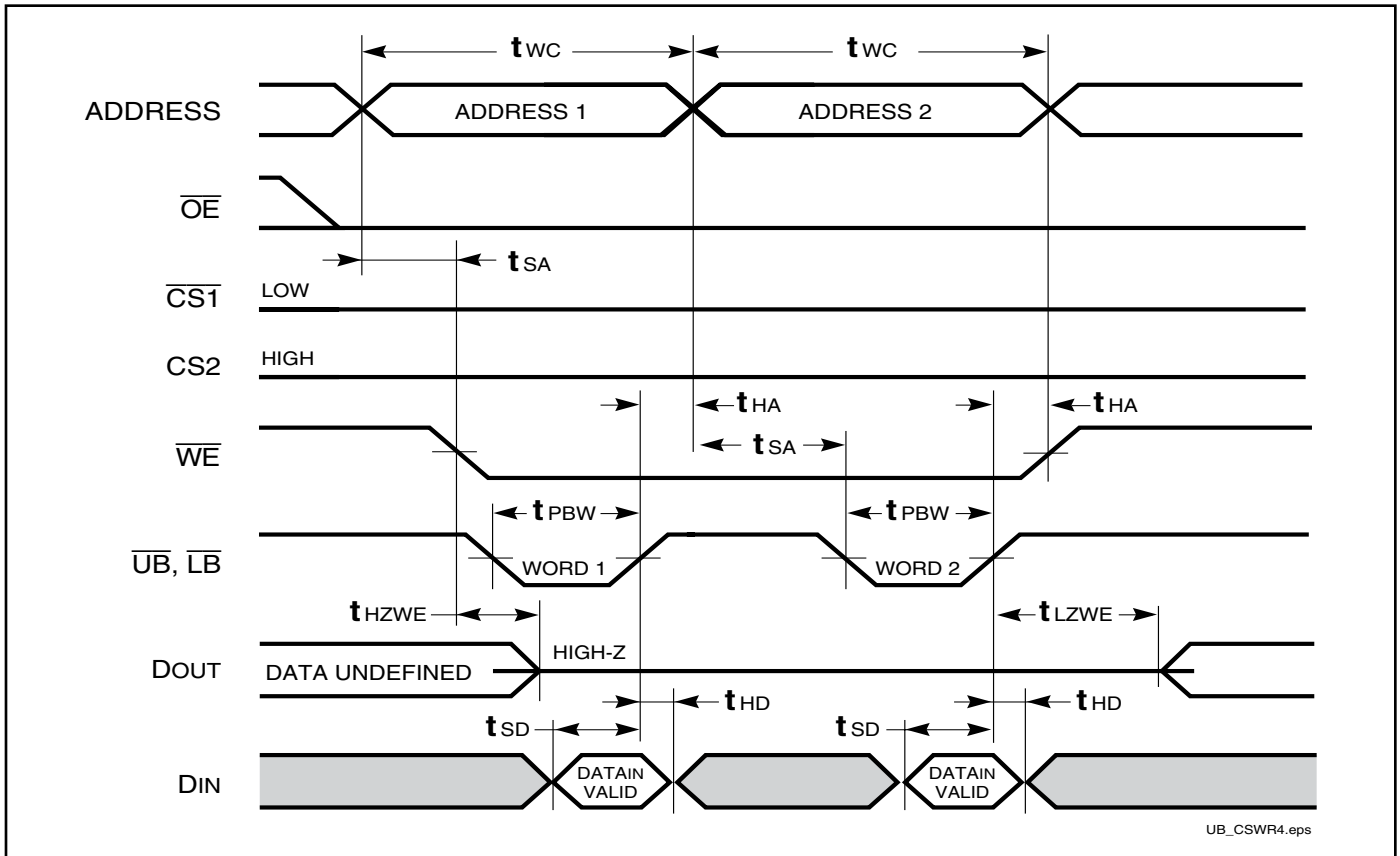 tWC tWC
ADDRESS ADDRESS 1 ADDRESS 2
OE
tSA
CS1 LOW
CS2 HIGH
tHA tHA
WE tSA
tPBW tPBW
UB, LB WORD 1 WORD 2
tHZWE tLZWE
DOUT DATA UNDEFINED HIGH-Z
tSD tHD tSD tHD
DIN DATAIN VALID DATAIN VALID
UB_CSWR4.eps